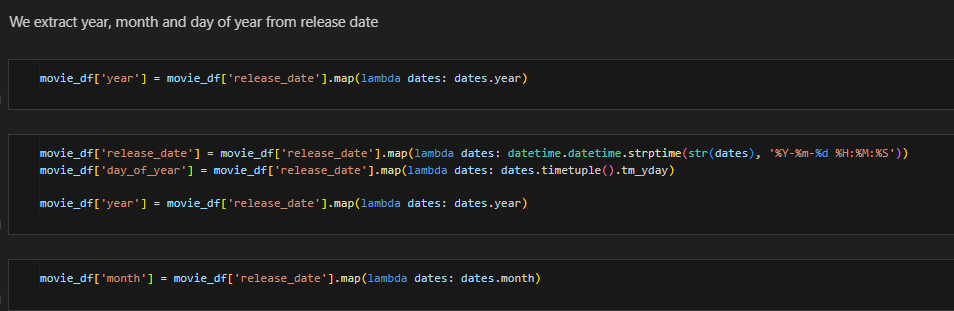 We extract year, month and day of year from release date
movie_df['year'] = movie_df['release_date'].map(lambda dates: dates.year)
movie_df['release_date'] = movie_df['release_date'].map(lambda dates: datetime.datetime.strptime(str(dates), '%Y-%m-%d %H:%M:%S'))
movie_df['day_of_year'] = movie_df['release_date'].map(lambda dates: dates.timetuple().tm_yday)
movie_df['year'] = movie_df['release_date'].map(lambda dates: dates.year)
movie_df['month'] = movie_df['release_date'].map(lambda dates: dates.month)